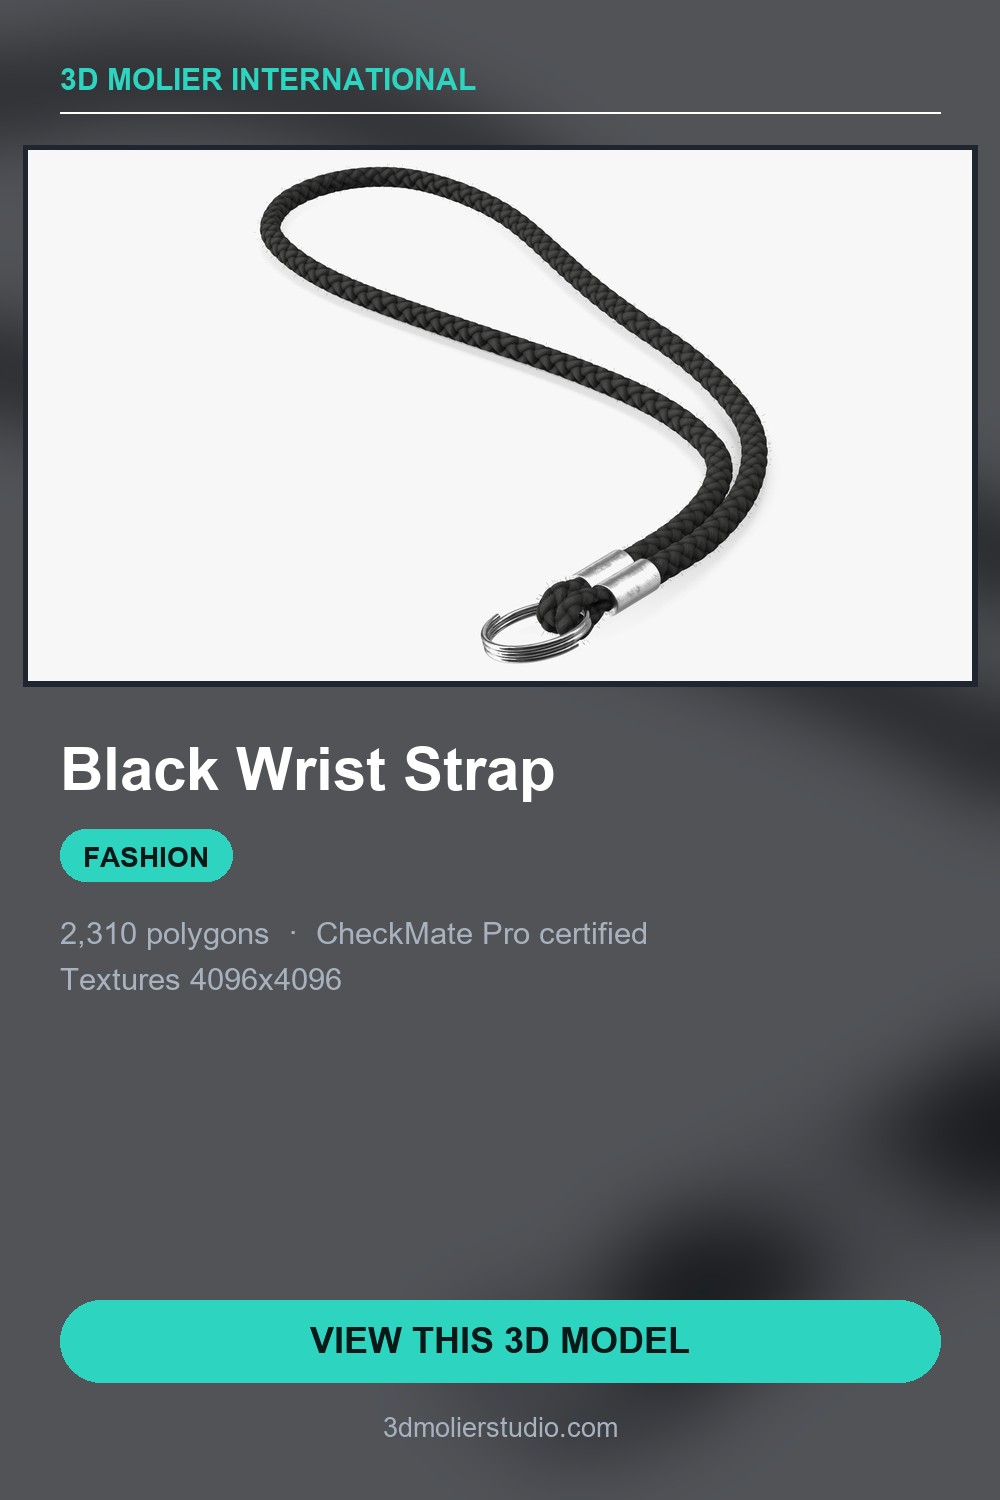 3D MOLIER INTERNATIONAL
Black Wrist Strap
FASHION
2,310 polygons · CheckMate Pro certified
Textures 4096x4096
VIEW THIS 3D MODEL
3dmolierstudio.com